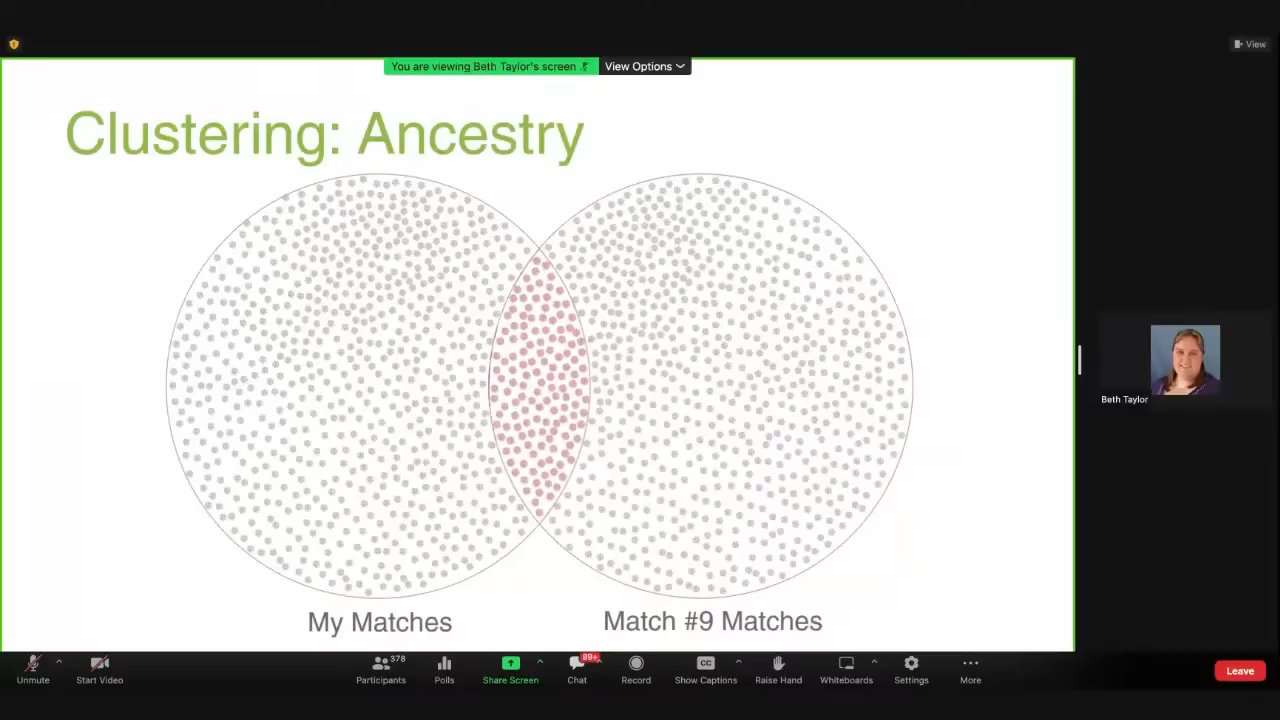 View
You are viewing Beth Taylor's screen
View Options
Clustering: Ancestry
My Matches
Match #9 Matches
Beth Taylor
Unmute
Start Video
Participants
378
Polls
Share Screen
Chat
99+
Record
CC
Show Captions
Raise Hand
Whiteboards
Settings
More
Leave